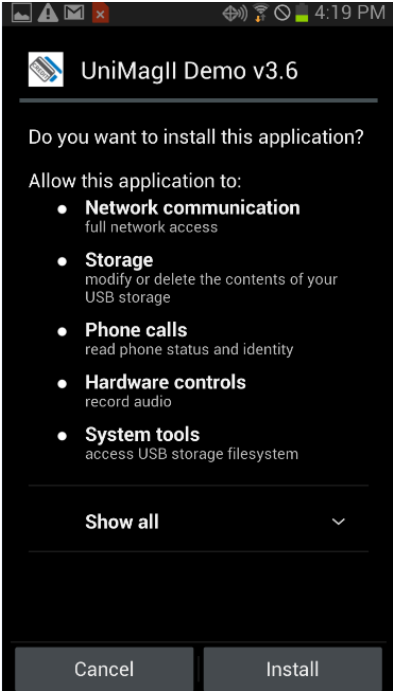 4:19 PM
UniMagII Demo v3.6
Do you want to install this application?
Allow this application to:
Network communication
full network access
Storage
modify or delete the contents of your
USB storage
Phone calls
read phone status and identity
Hardware controls
record audio
System tools
access USB storage filesystem
Show all
Cancel
Install